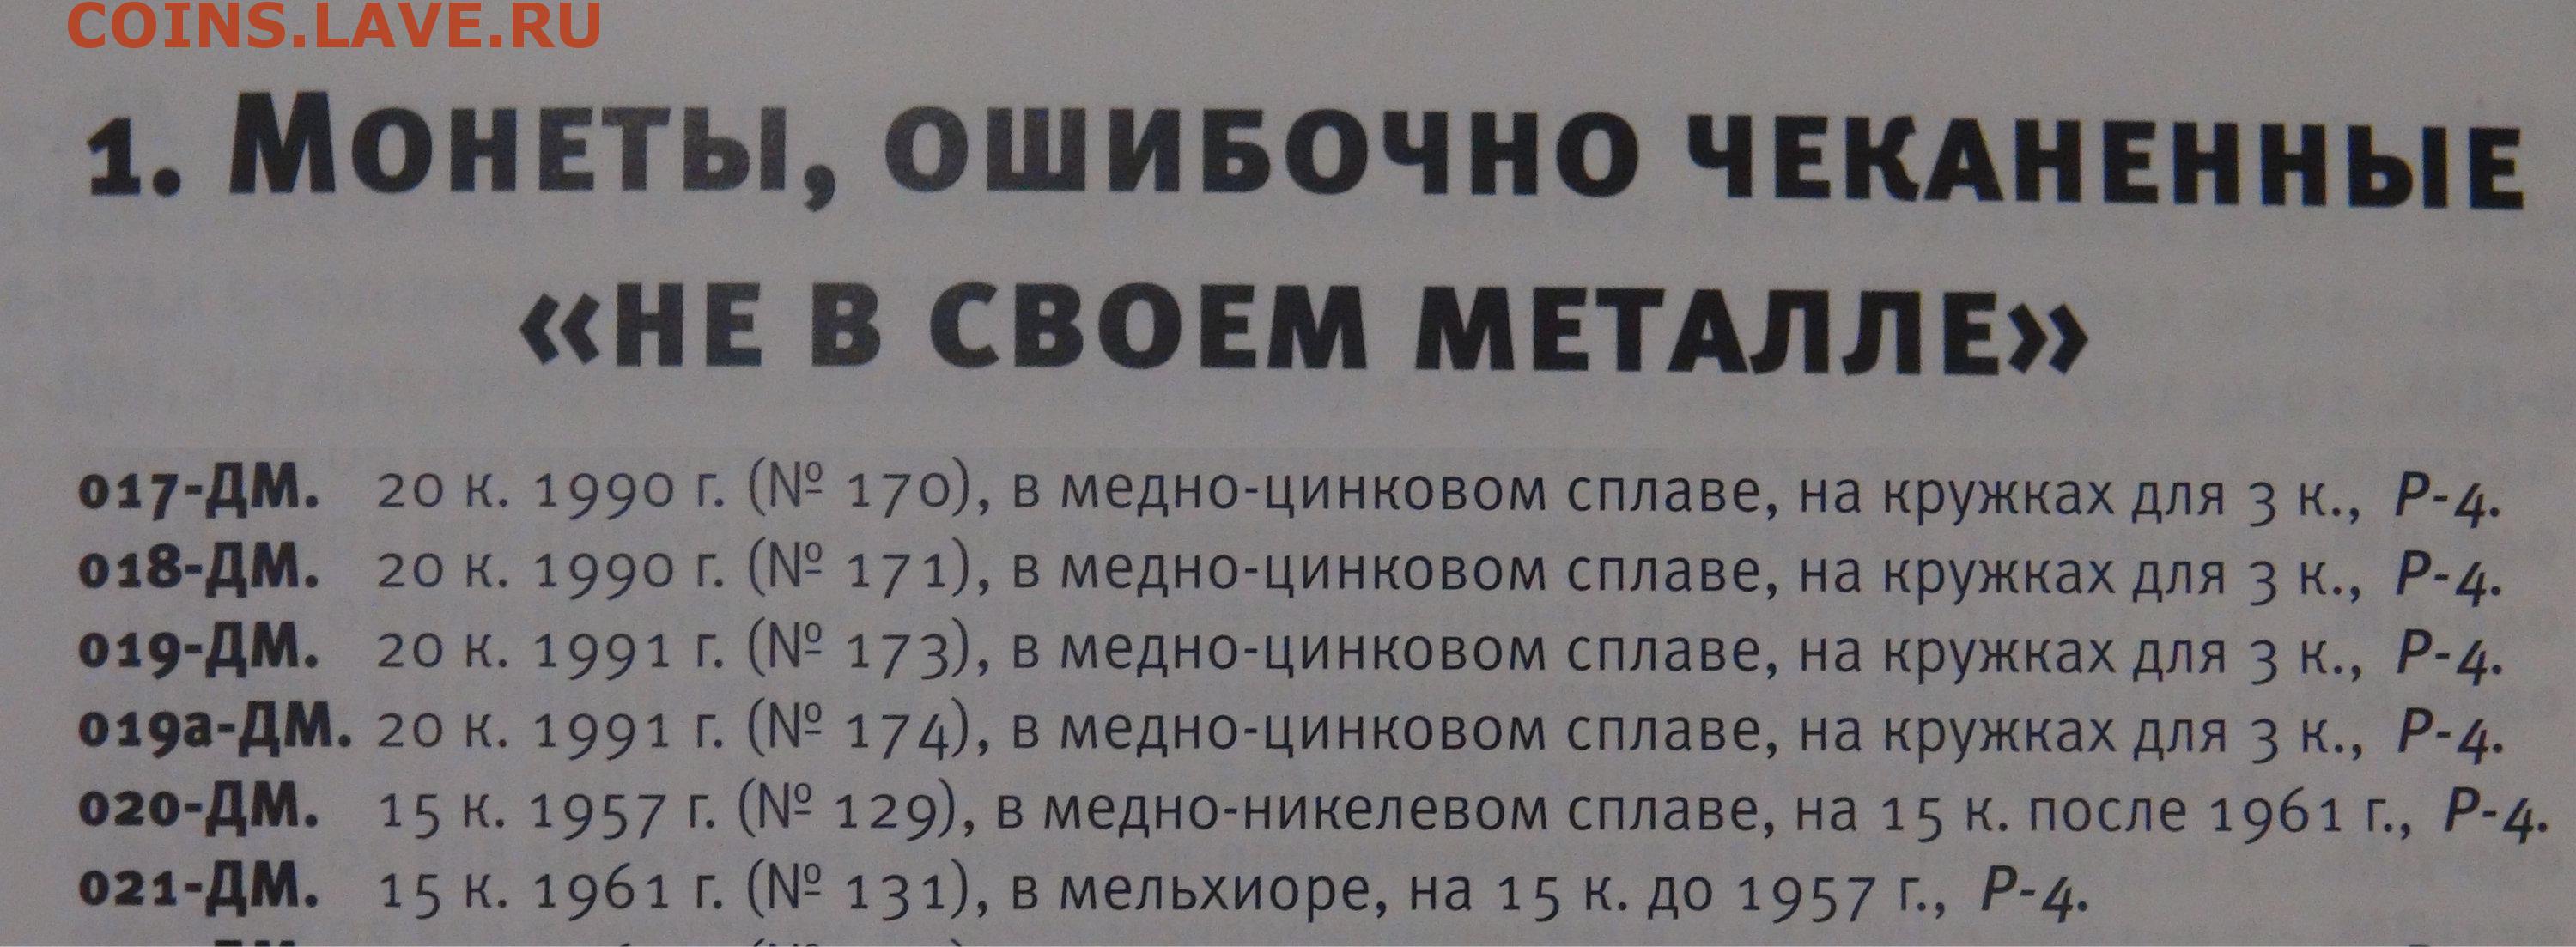 COINS.LAVE.RU
1. Монеты, ошибочно чеканенные
«не в своем металле»
017-ДМ. 20 к. 1990 г. (№ 170), в медно-цинковом сплаве, на кружках для 3 к., Р-4.
018-ДМ. 20 к. 1990 г. (№ 171), в медно-цинковом сплаве, на кружках для 3 к., Р-4.
019-ДМ. 20 к. 1991 г. (№ 173), в медно-цинковом сплаве, на кружках для 3 к., Р-4.
019а-ДМ. 20 к. 1991 г. (№ 174), в медно-цинковом сплаве, на кружках для 3 к., Р-4.
020-ДМ. 15 к. 1957 г. (№ 129), в медно-никелевом сплаве, на 15 к. после 1961 г., Р-4.
021-ДМ. 15 к. 1961 г. (№ 131), в мельхиоре, на 15 к. до 1957 г., Р-4.